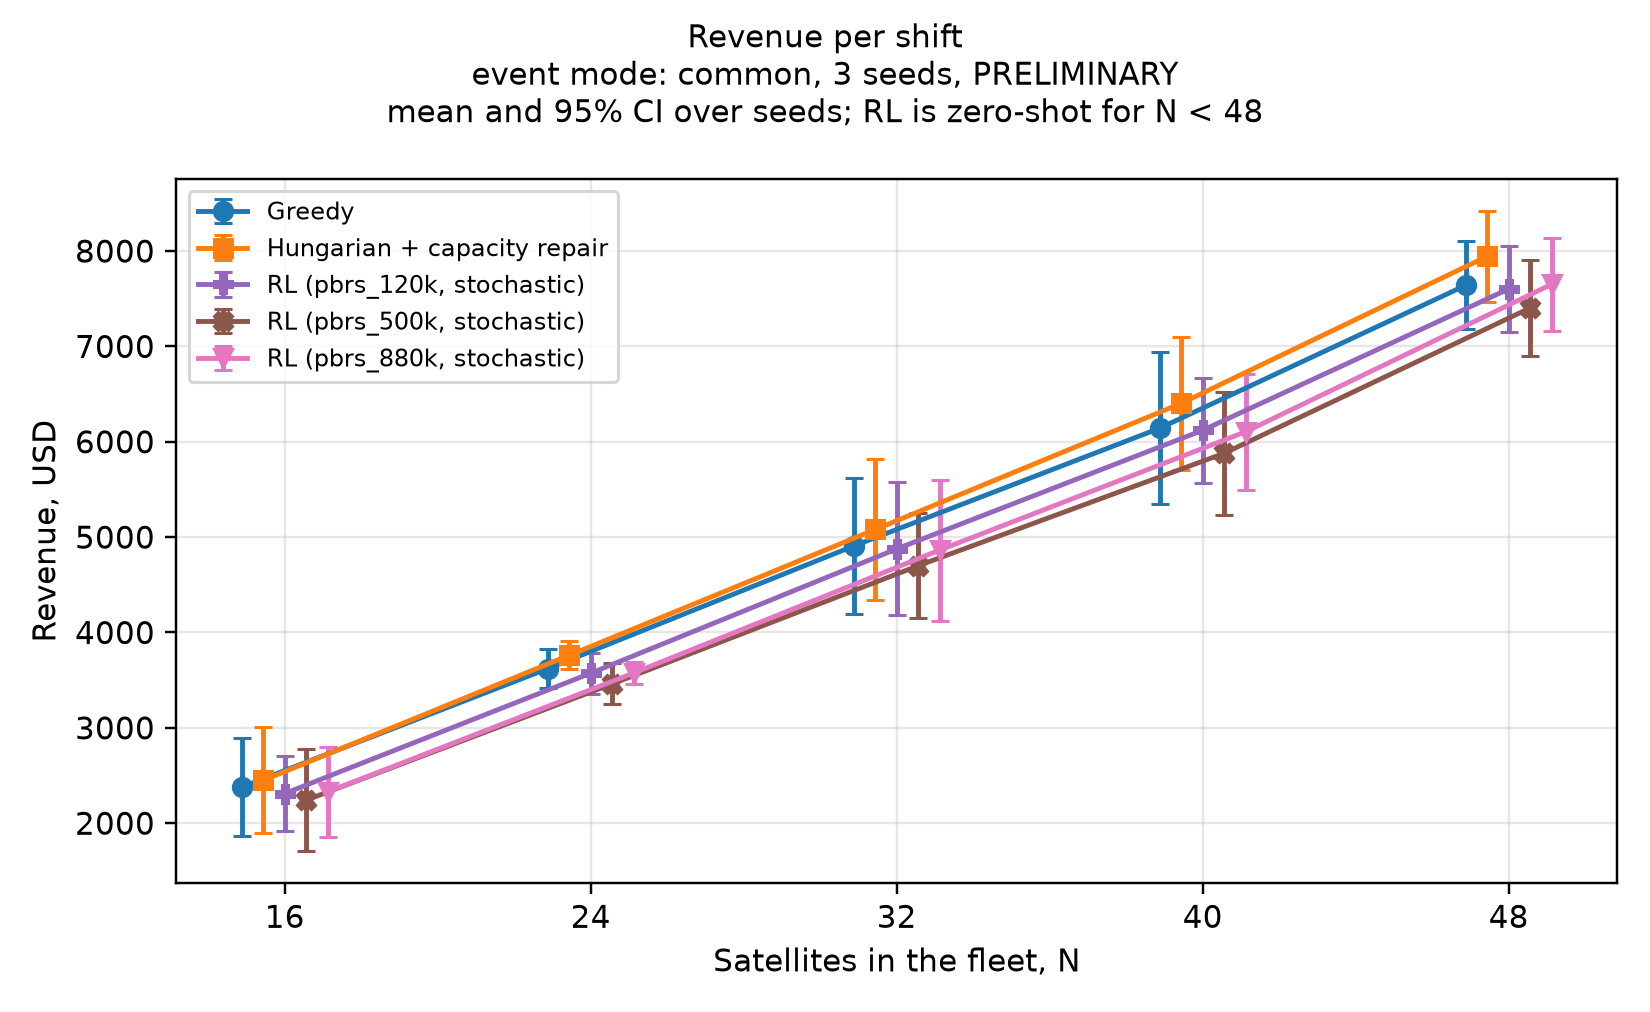 Revenue per shift
event mode: common, 3 seeds, PRELIMINARY
mean and 95% CI over seeds; RL is zero-shot for N < 48
Greedy
Hungarian + capacity repair
RL (pbrs_120k, stochastic)
RL (pbrs_500k, stochastic)
RL (pbrs_880k, stochastic)
Revenue, USD
8000
7000
6000
5000
4000
3000
2000
16 24 32 40 48
Satellites in the fleet, N